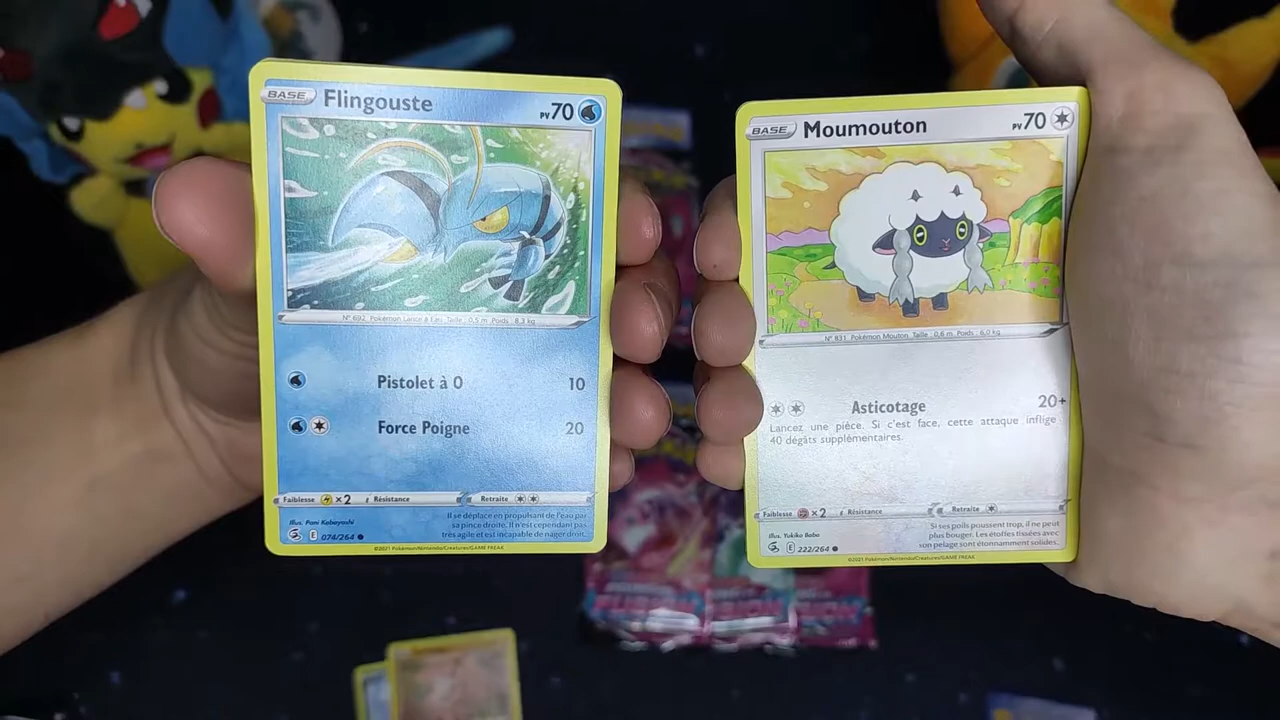 BASE Flingouste PV70
N° 692 Pokémon Lance à Eau Taille : 0,5 m Poids : 8,3 kg
Pistolet à O 10
Force Poigne 20
Faiblesse ×2 Résistance Retraite
Il se déplace en propulsant de l'eau par
sa pince droite. Il n'est cependant pas
très agile et est incapable de nager droit.
Illus. Pani Kobayashi
E 074/264
©2021 Pokémon/Nintendo/Creatures/GAME FREAK
BASE Moumouton PV70
N° 831 Pokémon Mouton. Taille : 0,6 m Poids : 6,0 kg
Asticotage 20+
Lancez une pièce. Si c'est face, cette attaque inflige
40 dégâts supplémentaires.
Faiblesse ×2 Résistance Retraite
Si ses poils poussent trop, il ne peut
plus bouger. Les étoffes tissées avec
son pelage sont étonnamment solides.
Illus. Yukiko Baba
E 222/264
©2021 Pokémon/Nintendo/Creatures/GAME FREAK